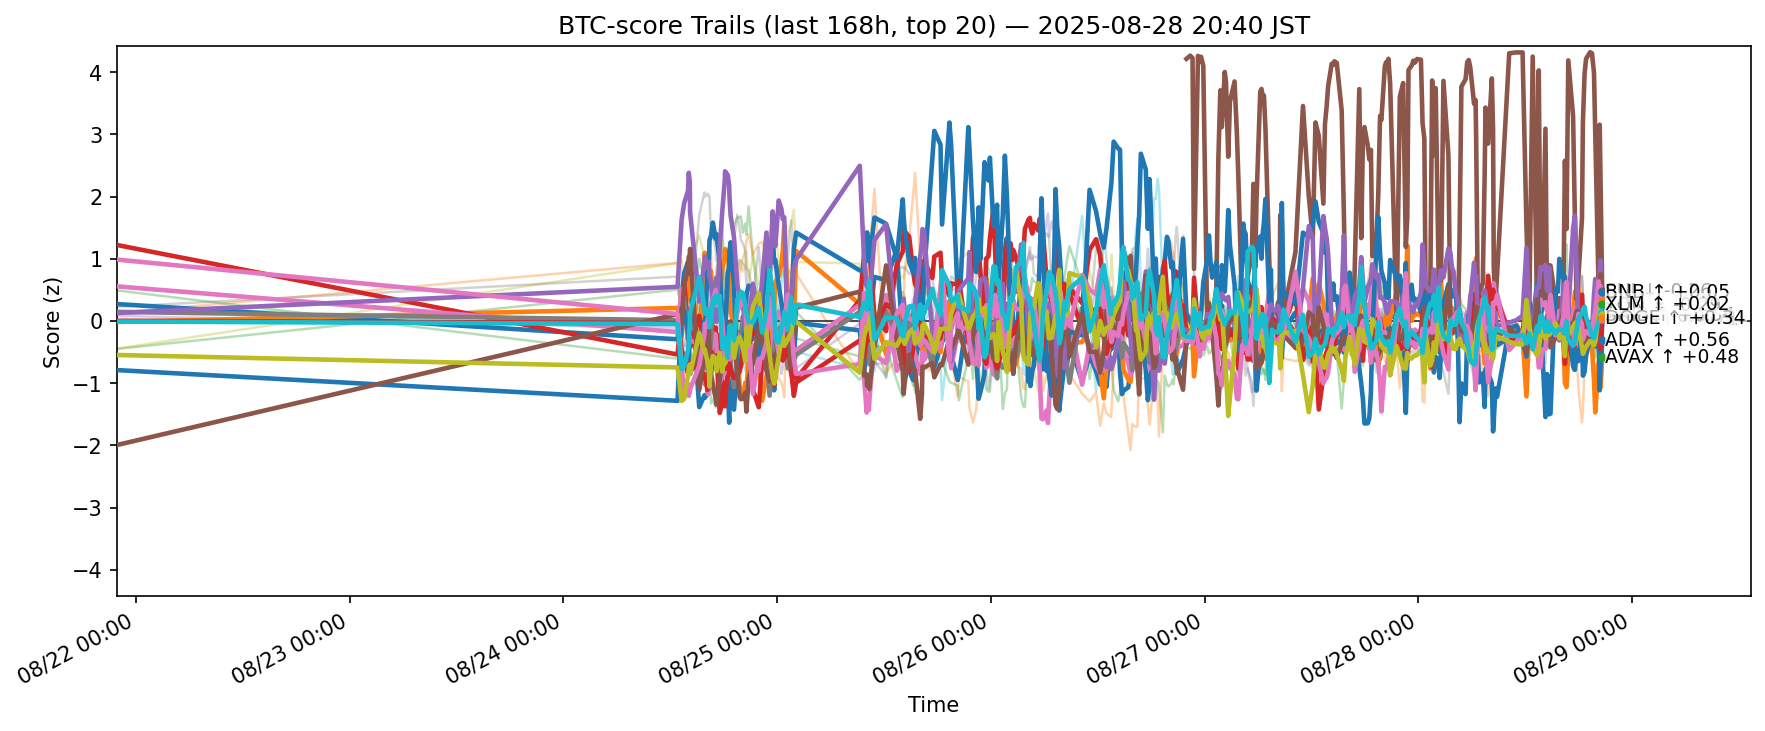 BTC-score Trails (last 168h, top 20) — 2025-08-28 20:40 JST
Score (z)
4
3
2
1
0
−1
−2
−3
−4
BNB ↑ +0.05
XLM ↑ +0.02
DOGE ↑ +0.34
ADA ↑ +0.56
AVAX ↑ +0.48
08/22 00:00
08/23 00:00
08/24 00:00
08/25 00:00
08/26 00:00
08/27 00:00
08/28 00:00
08/29 00:00
Time